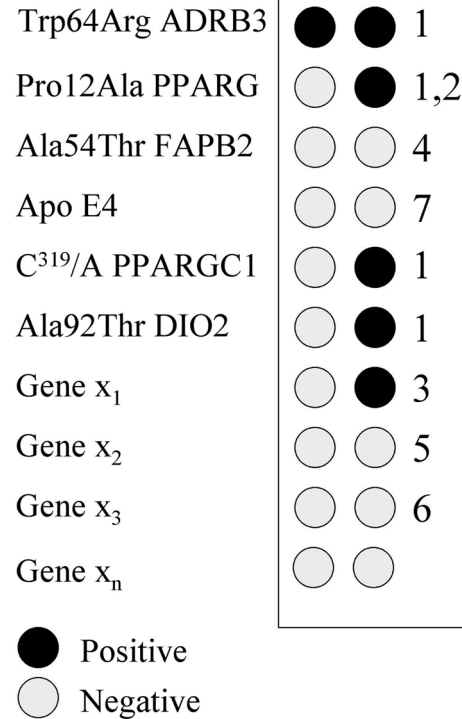 Trp64Arg ADRB3 1
Pro12Ala PPARG 1,2
Ala54Thr FAPB2 4
Apo E4 7
C³¹⁹/A PPARGC1 1
Ala92Thr DIO2 1
Gene x₁ 3
Gene x₂ 5
Gene x₃ 6
Gene xₙ
Positive
Negative